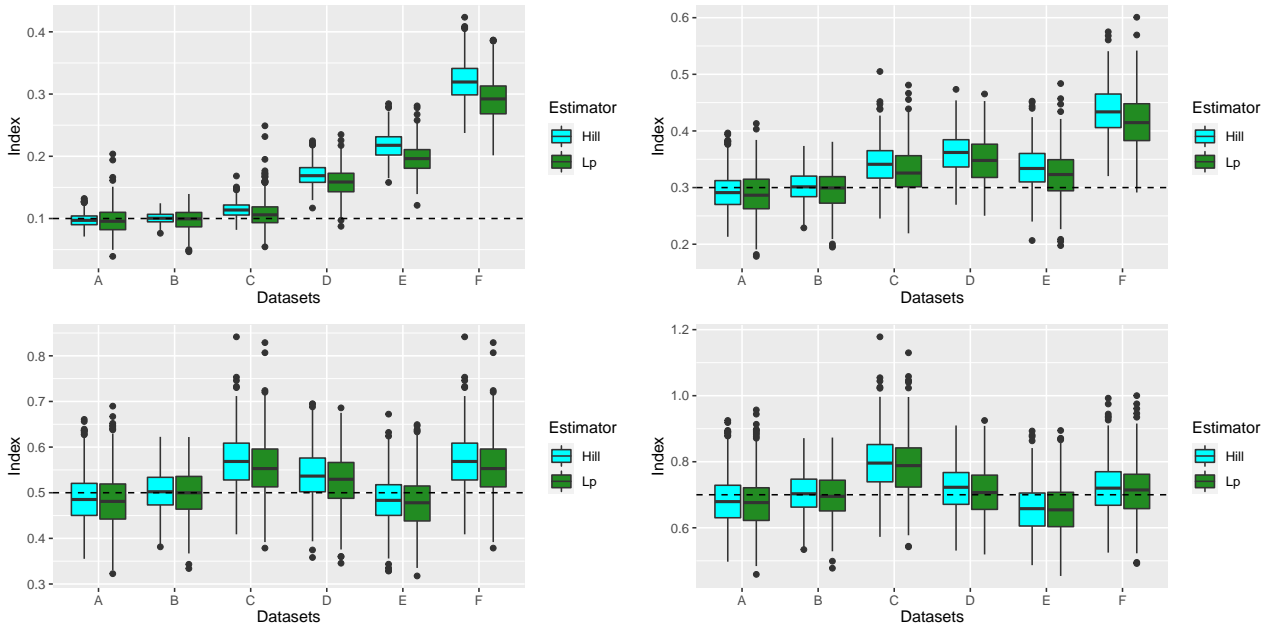 Index
0.4
0.3
0.2
0.1
A B C D E F
Datasets
Estimator
Hill
Lp
Index
0.6
0.5
0.4
0.3
0.2
A B C D E F
Datasets
Estimator
Hill
Lp
Index
0.8
0.7
0.6
0.5
0.4
0.3
A B C D E F
Datasets
Estimator
Hill
Lp
Index
1.2
1.0
0.8
0.6
A B C D E F
Datasets
Estimator
Hill
Lp